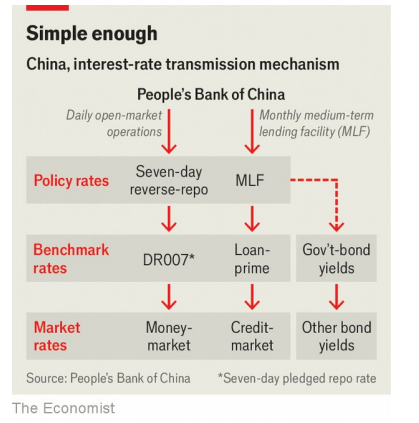 Simple enough
China, interest-rate transmission mechanism
People's Bank of China
Daily open-market
operations
Monthly medium-term
lending facility (MLF)
Policy rates
Seven-day
reverse-repo
MLF
Benchmark
rates
DR007*
Loan-
prime
Gov't-bond
yields
Market
rates
Money-
market
Credit-
market
Other bond
yields
Source: People's Bank of China
*Seven-day pledged repo rate
The Economist